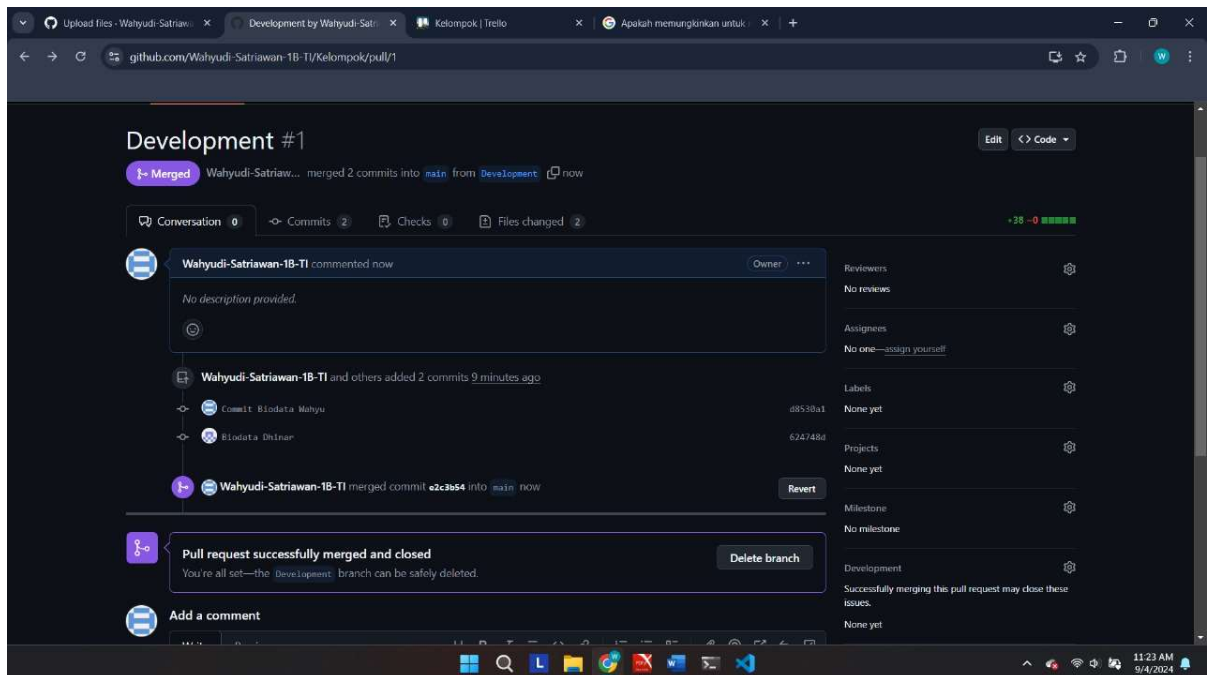 Upload files - Wahyudi-Satriaw
Development by Wahyudi-Satri
Kelompok | Trello
Apakah memungkinkan untuk
github.com/Wahyudi-Satriawan-1B-TI/Kelompok/pull/1
W
Development #1
Edit
<> Code
Merged
Wahyudi-Satriaw... merged 2 commits into main from Development now
Conversation 0
Commits 2
Checks 0
Files changed 2
+38 -0
Wahyudi-Satriawan-1B-TI commented now
Owner ...
No description provided.
Wahyudi-Satriawan-1B-TI and others added 2 commits 9 minutes ago
Commit Biodata Wahyu
d8530a1
Biodata Dhinar
624748d
Wahyudi-Satriawan-1B-TI merged commit e2c3b54 into main now
Revert
Pull request successfully merged and closed
You're all set—the Development branch can be safely deleted.
Delete branch
Add a comment
Reviewers
No reviews
Assignees
No one—assign yourself
Labels
None yet
Projects
None yet
Milestone
No milestone
Development
Successfully merging this pull request may close these
issues.
None yet
L
11:23 AM
9/4/2024